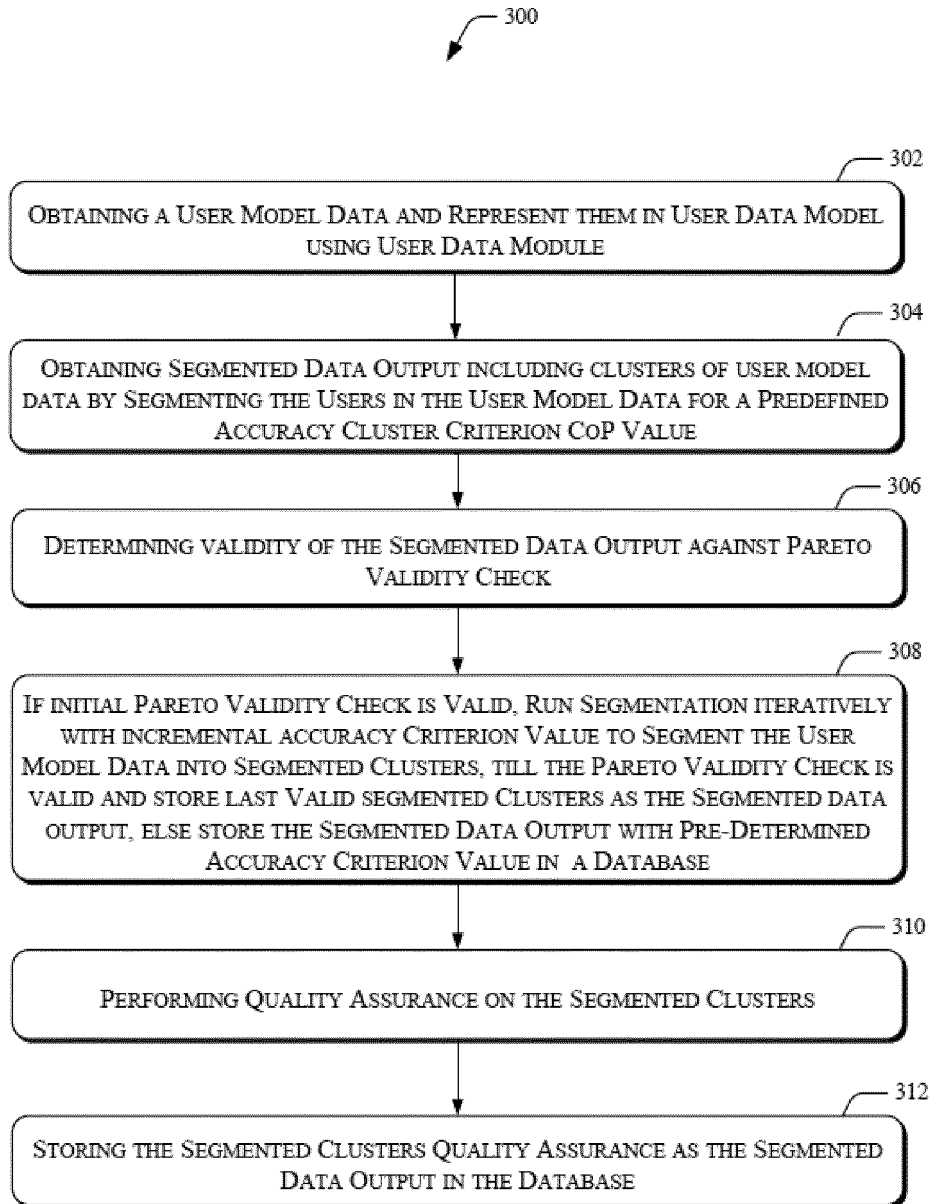 300
302
OBTAINING A USER MODEL DATA AND REPRESENT THEM IN USER DATA MODEL
USING USER DATA MODULE
304
OBTAINING SEGMENTED DATA OUTPUT INCLUDING CLUSTERS OF USER MODEL
DATA BY SEGMENTING THE USERS IN THE USER MODEL DATA FOR A PREDEFINED
ACCURACY CLUSTER CRITERION COP VALUE
306
DETERMINING VALIDITY OF THE SEGMENTED DATA OUTPUT AGAINST PARETO
VALIDITY CHECK
308
IF INITIAL PARETO VALIDITY CHECK IS VALID, RUN SEGMENTATION ITERATIVELY
WITH INCREMENTAL ACCURACY CRITERION VALUE TO SEGMENT THE USER
MODEL DATA INTO SEGMENTED CLUSTERS, TILL THE PARETO VALIDITY CHECK IS
VALID AND STORE LAST VALID SEGMENTED CLUSTERS AS THE SEGMENTED DATA
OUTPUT, ELSE STORE THE SEGMENTED DATA OUTPUT WITH PRE-DETERMINED
ACCURACY CRITERION VALUE IN A DATABASE
310
PERFORMING QUALITY ASSURANCE ON THE SEGMENTED CLUSTERS
312
STORING THE SEGMENTED CLUSTERS QUALITY ASSURANCE AS THE SEGMENTED
DATA OUTPUT IN THE DATABASE